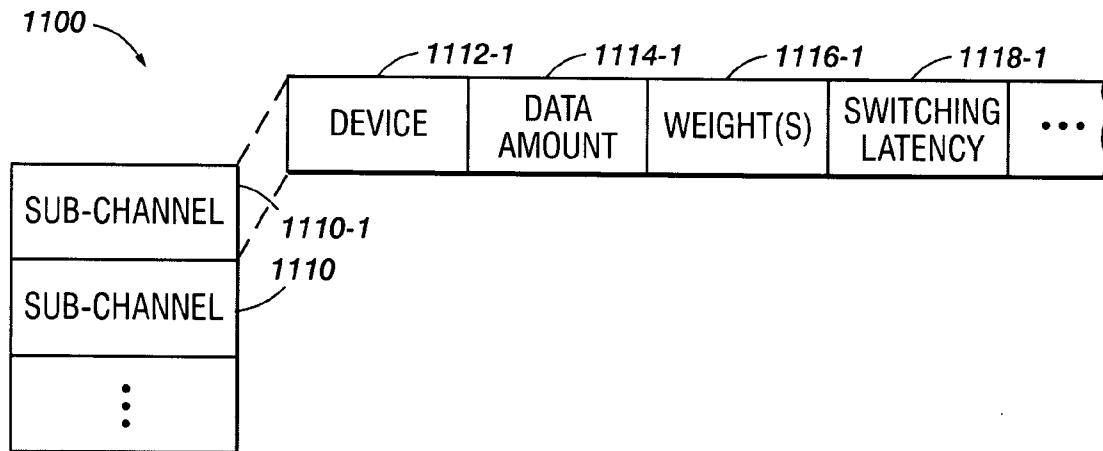 1100
1112-1 1114-1 1116-1 1118-1
DEVICE DATA AMOUNT WEIGHT(S) SWITCHING LATENCY •••
SUB-CHANNEL
1110-1
1110
SUB-CHANNEL